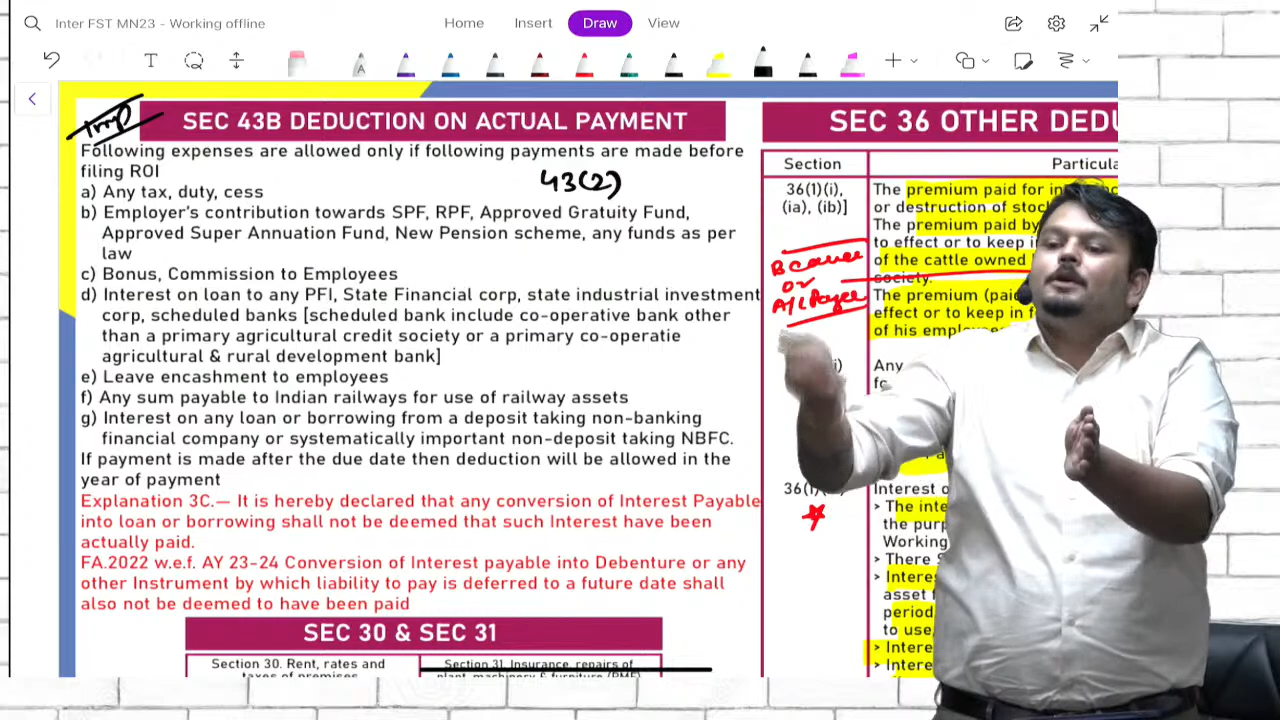 Inter FST MN23 - Working offline
Home
Insert
Draw
View
Imp
SEC 43B DEDUCTION ON ACTUAL PAYMENT
Following expenses are allowed only if following payments are made before
filing ROI
43(2)
a) Any tax, duty, cess
b) Employer's contribution towards SPF, RPF, Approved Gratuity Fund,
Approved Super Annuation Fund, New Pension scheme, any funds as per
law
c) Bonus, Commission to Employees
d) Interest on loan to any PFI, State Financial corp, state industrial investment
corp, scheduled banks [scheduled bank include co-operative bank other
than a primary agricultural credit society or a primary co-operatie
agricultural & rural development bank]
e) Leave encashment to employees
f) Any sum payable to Indian railways for use of railway assets
g) Interest on any loan or borrowing from a deposit taking non-banking
financial company or systematically important non-deposit taking NBFC.
If payment is made after the due date then deduction will be allowed in the
year of payment
Explanation 3C.— It is hereby declared that any conversion of Interest Payable
into loan or borrowing shall not be deemed that such Interest have been
actually paid.
FA.2022 w.e.f. AY 23-24 Conversion of Interest payable into Debenture or any
other Instrument by which liability to pay is deferred to a future date shall
also not be deemed to have been paid
SEC 30 & SEC 31
Section 30. Rent, rates and
taxes of premises
Section 31. Insurance, repairs of
plant, machinery & furniture (PMF)
SEC 36 OTHER DEDU
Section
Particula
36(1)(i),
(ia), (ib)]
The premium paid for in
or destruction of stoc
The premium paid by
to effect or to keep in
of the cattle owned
society.
The premium (paid
effect or to keep in f
of his employe
or
A/c Payee
Any
fo
Interest o
> The inte
the purp
Working
> There S
> Interes
asset f
period
to use,
> Intere
> Intere